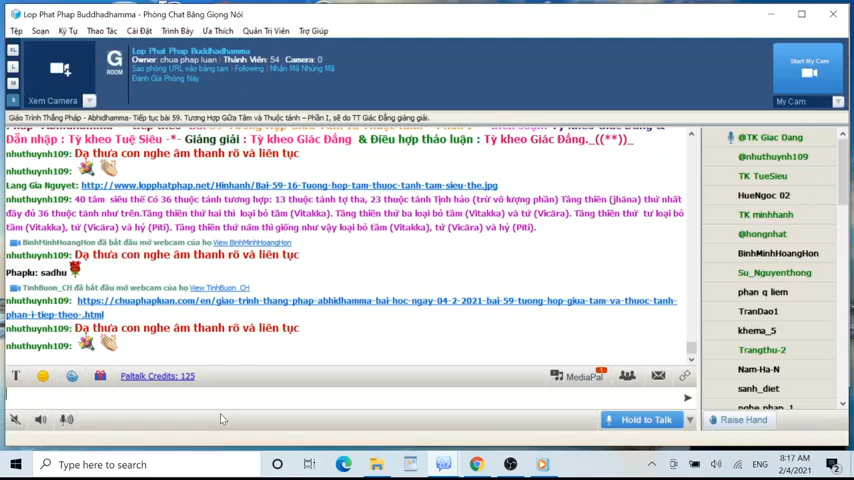 Lop Phat Phap Buddhadhamma - Phòng Chat Bằng Giọng Nói
Tệp Soạn Ký Tự Thao Tác Cài Đặt Trình Bày Ưa Thích Quản Trị Viên Trợ Giúp
XL
L
M
S
Xem Camera
G
ROOM
Lop Phat Phap Buddhadhamma
Owner: chua phap luan : Thành Viên: 54 : Camera: 0
Sao phỏng URL vào bảng tạm : Following : Nhận Mã Nhúng Mã
Đánh Giá Phòng Này
Start My Cam
My Cam
Giáo Trình Thắng Pháp - Abhidhamma- Tiếp tục bài 59. Tương Hợp Giữa Tâm và Thuộc tánh – Phần I, sẽ do TT Giác Đẳng giảng giải.
Dẫn nhập : Tỳ kheo Tuệ Siêu -*- Giảng giải : Tỳ kheo Giác Đẳng & Điều hợp thảo luận : Tỳ kheo Giác Đẳng._((**))_
nhuthuynh109: Dạ thưa con nghe âm thanh rõ và liên tục
nhuthuynh109:
Lang Gia Nguyet: http://www.lopphatphap.net/Hinhanh/Bai-59-16-Tuong-hop-tam-thuoc-tanh-tam-sieu-the.jpg
nhuthuynh109: 40 tâm siêu thế Có 36 thuộc tánh tương hợp: 13 thuộc tánh tợ tha, 23 thuộc tánh Tịnh hảo (trừ vô lượng phần) Tầng thiền (jhāna) thứ nhất
đầy đủ 36 thuộc tánh như trên.Tầng thiền thứ hai thì loại bỏ tầm (Vitakka). Tầng thiền thứ ba loại bỏ tầm (Vitakka) và tứ (Vicāra). Tầng thiền thứ tư loại bỏ
tầm (Vitakka), tứ (Vicāra) và hỷ (Pīti). Tầng thiền thứ năm thì giống như vậy loại bỏ tầm (Vitakka), tứ (Vicāra) và hỷ (Pīti).
BinhMinhHoangHon đã bắt đầu mở webcam của họ View BinhMinhHoangHon
nhuthuynh109: Dạ thưa con nghe âm thanh rõ và liên tục
Phaplu: sadhu
TinhBuon_CH đã bắt đầu mở webcam của họ View TinhBuon_CH
nhuthuynh109: https://chuaphapluan.com/en/giao-trinh-thang-phap-abhidhamma-bai-hoc-ngay-04-2-2021-bai-59-tuong-hop-giua-tam-va-thuoc-tanh-
phan-i-tiep-theo-.html
nhuthuynh109: Dạ thưa con nghe âm thanh rõ và liên tục
nhuthuynh109:
@TK Giac Dang
@nhuthuynh109
TK TueSieu
HueNgoc 02
TK minhhanh
@hongnhat
BinhMinhHoangHon
Su_Nguyenthong
phan q liem
TranDao1
khema_5
Trangthu-2
Nam-Ha-N
sanh_diet
nghe phap 1
T
Paltalk Credits: 125
MediaPal
1
Hold to Talk
Raise Hand
Type here to search
ENG
8:17 AM
2/4/2021
2